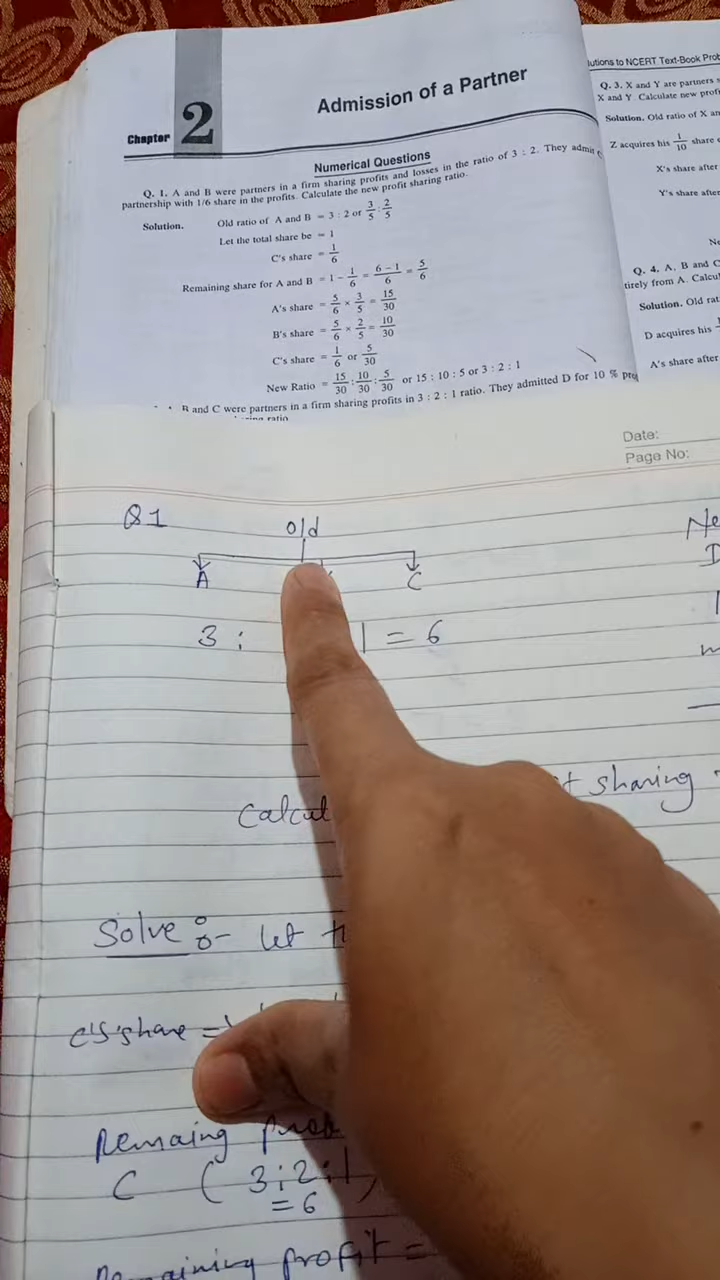 Chapter 2
Admission of a Partner
Numerical Questions
Q. 1. A and B were partners in a firm sharing profits and losses in the ratio of 3 : 2. They admit
partnership with 1/6 share in the profits. Calculate the new profit sharing ratio.
Solution. Old ratio of A and B = 3 : 2 or 3/5 : 2/5
Let the total share be = 1
C's share = 1/6
Remaining share for A and B = 1 - 1/6 = 6 - 1/6 = 5/6
A's share = 5/6 × 3/5 = 15/30
B's share = 5/6 × 2/5 = 10/30
C's share = 1/6 or 5/30
New Ratio = 15/30 : 10/30 : 5/30 or 15 : 10 : 5 or 3 : 2 : 1
B and C were partners in a firm sharing profits in 3 : 2 : 1 ratio. They admitted D for 10 %
ratio
lutions to NCERT Text-Book
Q. 3. X and Y are partners
X and Y. Calculate new
Solution. Old ratio of X
Z acquires his 1/10 share
X's share after
Y's share after
Q. 4. A, B and C
tirely from A.
Solution. Old
D acquires his
A's share after
Date:
Page No:
Q1
old
A C
3 : 1 = 6
sharing
Solve :- let
C's share =
Remaing
C ( 3:2:1
= 6
profit =